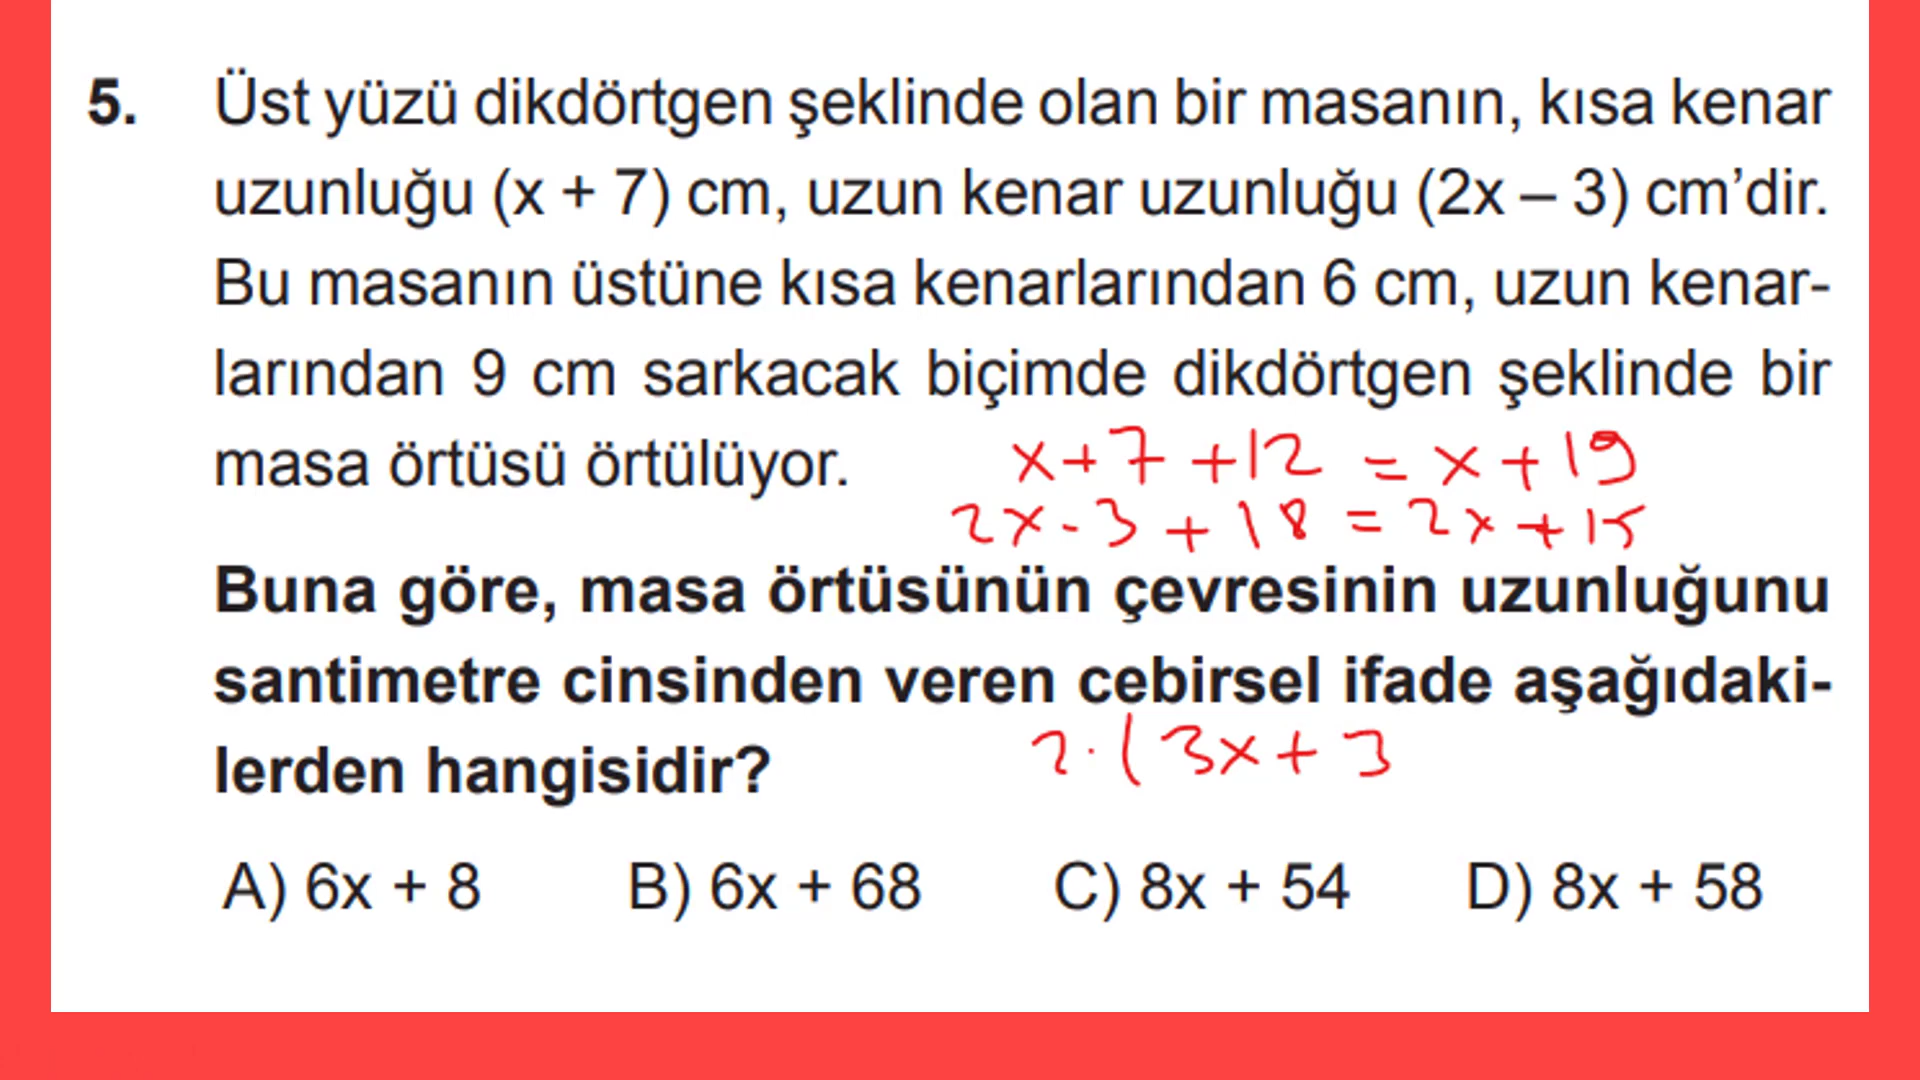 5. Üst yüzü dikdörtgen şeklinde olan bir masanın, kısa kenar
uzunluğu (x + 7) cm, uzun kenar uzunluğu (2x – 3) cm’dir.
Bu masanın üstüne kısa kenarlarından 6 cm, uzun kenar-
larından 9 cm sarkacak biçimde dikdörtgen şeklinde bir
masa örtüsü örtülüyor. x+7 +12 = x+19
2x-3+18 = 2x+15
Buna göre, masa örtüsünün çevresinin uzunluğunu
santimetre cinsinden veren cebirsel ifade aşağıdaki-
lerden hangisidir? 2·(3x+3
A) 6x + 8 B) 6x + 68 C) 8x + 54 D) 8x + 58